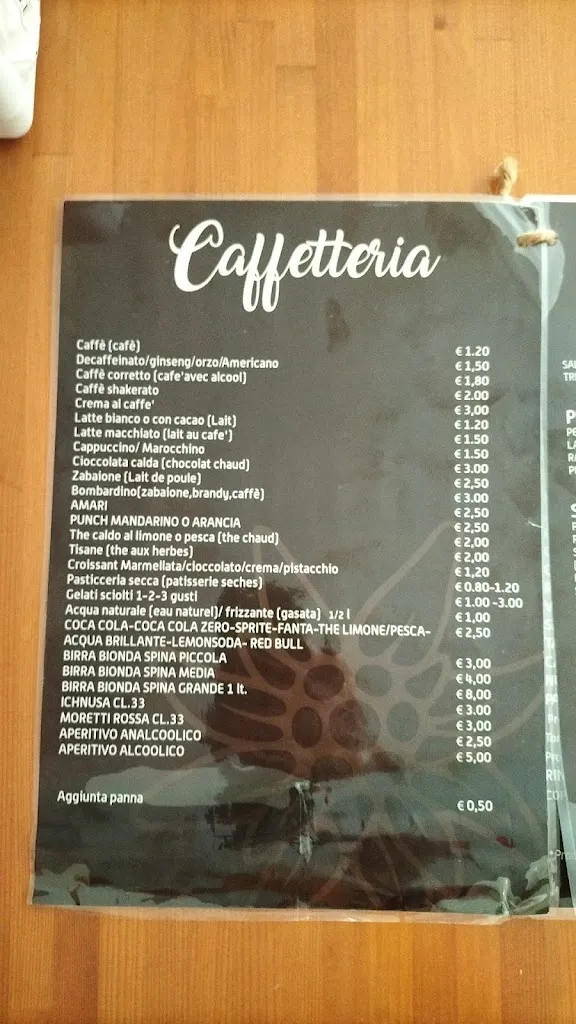 Caffetteria
Caffè (cafè) € 1.20
Decaffeinato/ginseng/orzo/Americano € 1,50
Caffè corretto (cafe'avec alcool) € 1,80
Caffè shakerato € 2.00
Crema al caffe' € 3,00
Latte bianco o con cacao (Lait) € 1.20
Latte macchiato (lait au cafe') € 1.50
Cappuccino/ Marocchino € 1.50
Cioccolata calda (chocolat chaud) € 3.00
Zabaione (Lait de poule) € 2,50
Bombardino(zabaione,brandy,caffè) € 3.00
AMARI € 2,50
PUNCH MANDARINO O ARANCIA € 2,50
The caldo al limone o pesca (the chaud) € 2,00
Tisane (the aux herbes) € 2,00
Croissant Marmellata/cioccolato/crema/pistacchio € 1,20
Pasticceria secca (patisserie seches) € 0.80-1.20
Gelati sciolti 1-2-3 gusti € 1.00 -3.00
Acqua naturale (eau naturel)/ frizzante (gasata) 1/2 l € 1,00
COCA COLA-COCA COLA ZERO-SPRITE-FANTA-THE LIMONE/PESCA- € 2,50
ACQUA BRILLANTE-LEMONSODA- RED BULL
BIRRA BIONDA SPINA PICCOLA € 3,00
BIRRA BIONDA SPINA MEDIA € 4,00
BIRRA BIONDA SPINA GRANDE 1 lt. € 8,00
ICHNUSA CL.33 € 3.00
MORETTI ROSSA CL.33 € 3,00
APERITIVO ANALCOOLICO € 2,50
APERITIVO ALCOOLICO € 5,00
Aggiunta panna € 0,50